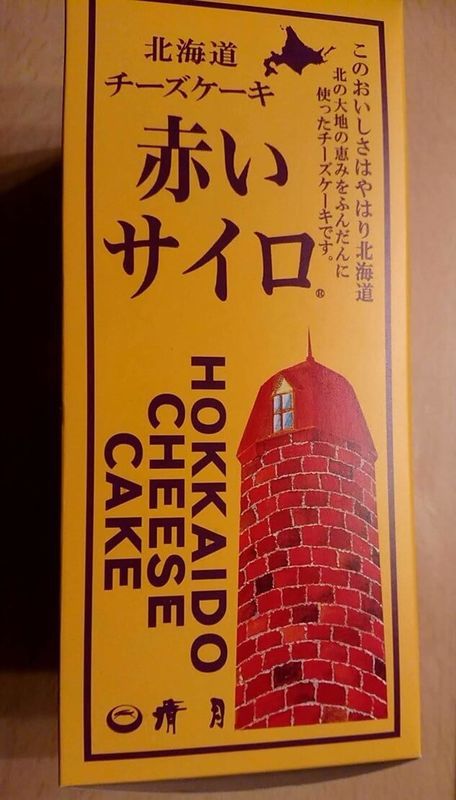 北海道
チーズケーキ
赤い
サイロ®
このおいしさはやはり北海道
北の大地の恵みをふんだんに
使ったチーズケーキです。
HOKKAIDO
CHEESE
CAKE
清月